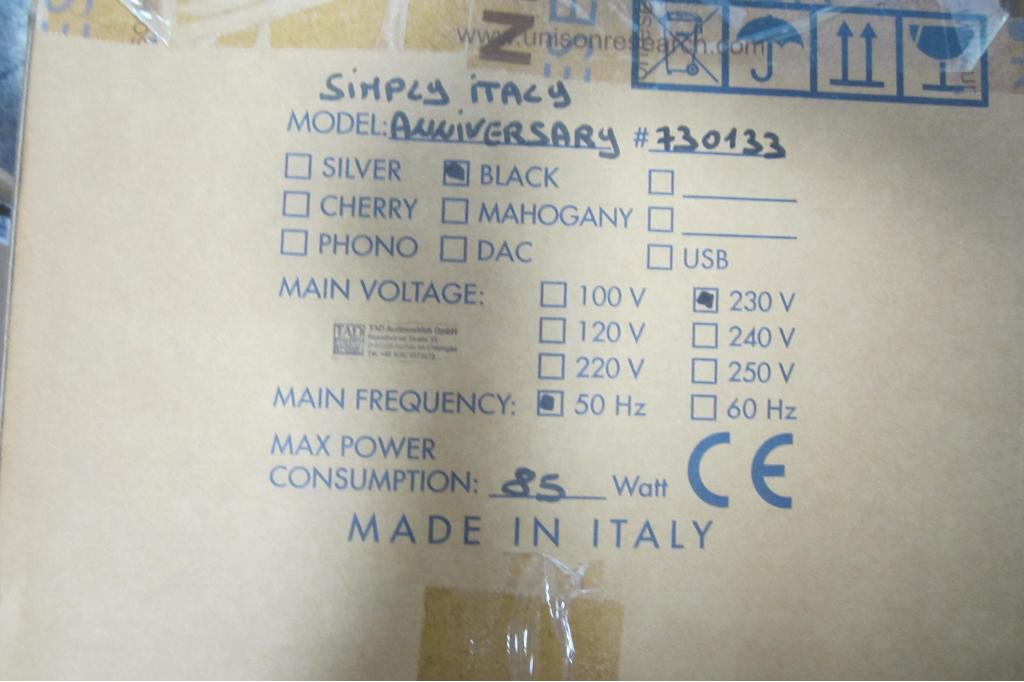 www.unisonresearch.com
SIMPLY ITALY
MODEL: ANNIVERSARY #730133
SILVER BLACK
CHERRY MAHOGANY
PHONO DAC USB
MAIN VOLTAGE: 100 V 230 V
120 V 240 V
TAD
220 V 250 V
MAIN FREQUENCY: 50 Hz 60 Hz
MAX POWER
CONSUMPTION: 85 Watt
CE
MADE IN ITALY